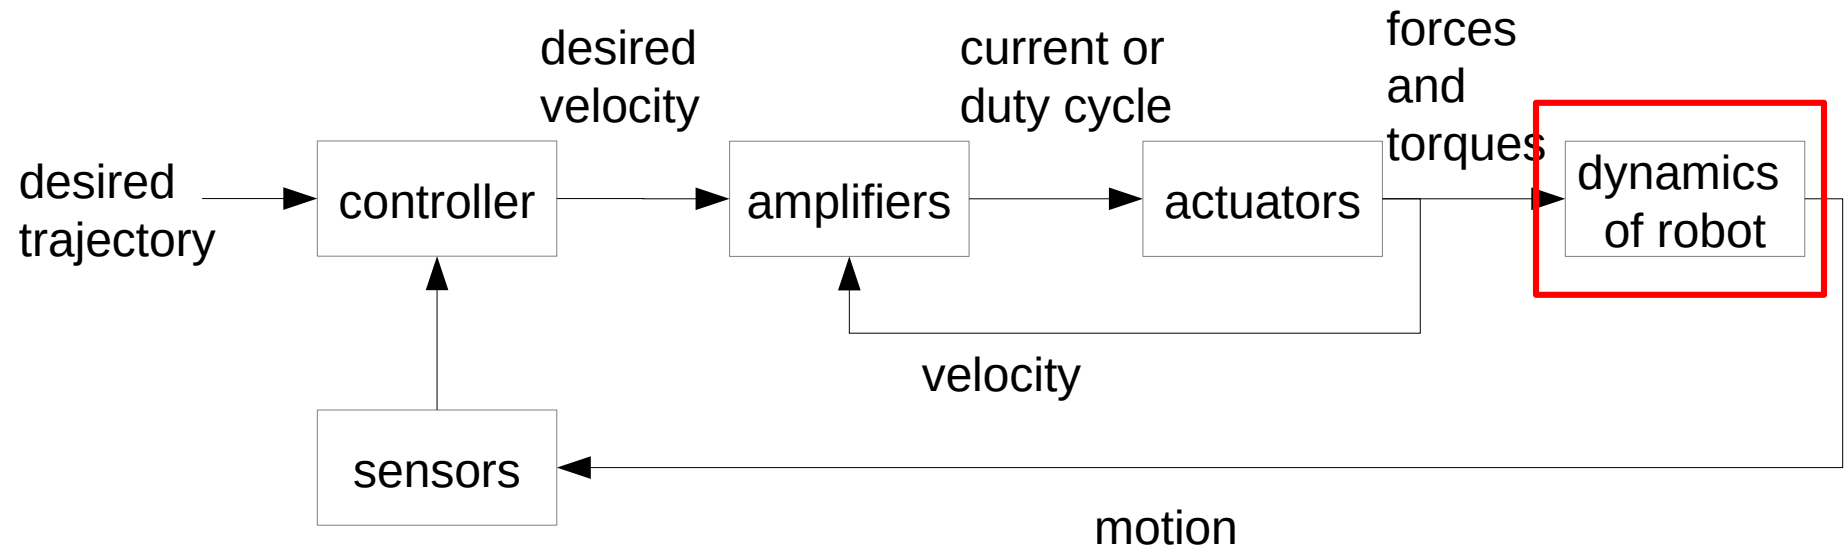 desired
velocity
current or
duty cycle
forces
and
torques
desired
trajectory
controller
amplifiers
actuators
dynamics
of robot
velocity
sensors
motion